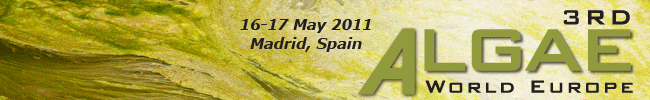 16-17 May 2011
Madrid, Spain
3RD
ALGAE
WORLD EUROPE